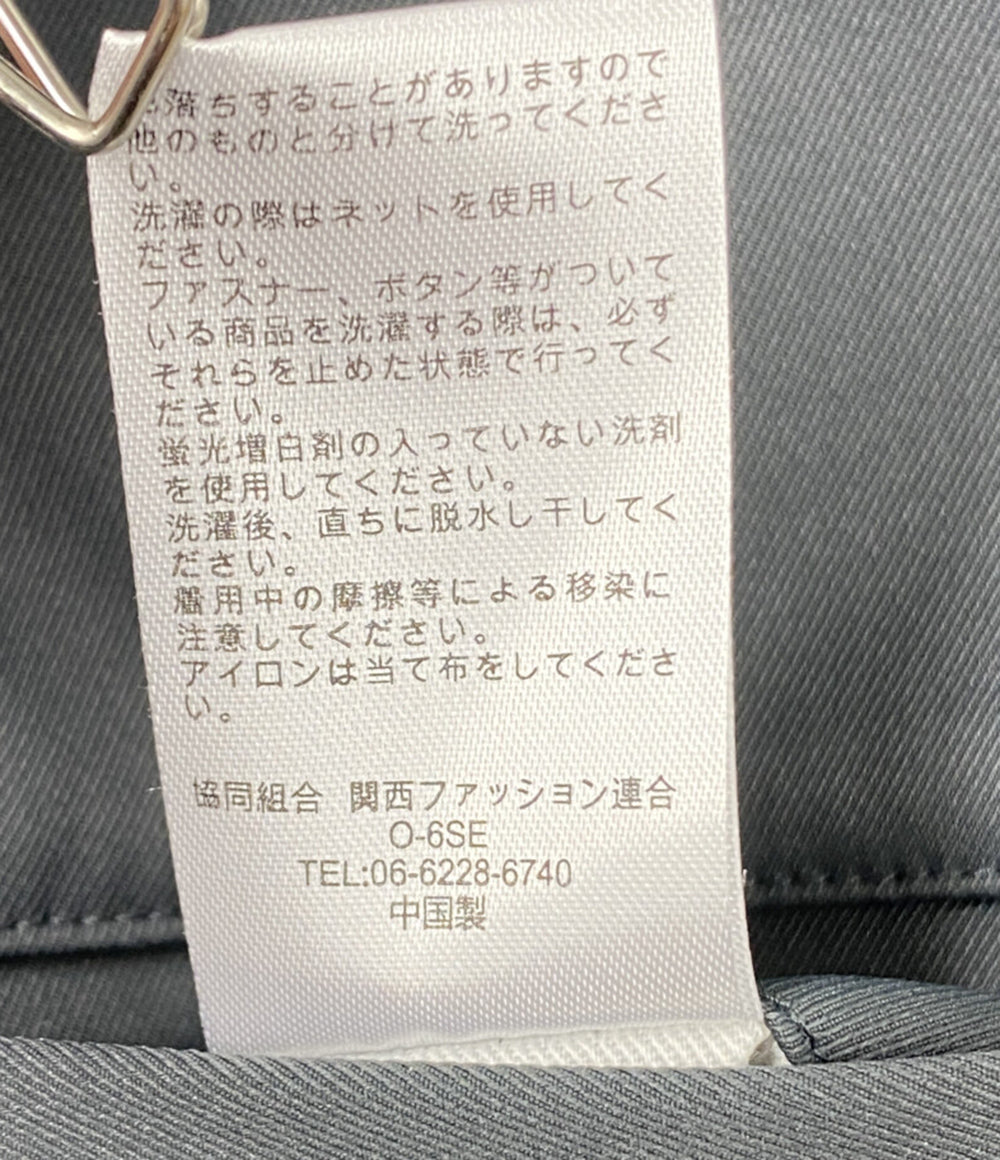 色落ちすることがありますので
他のものと分けて洗ってくださ
い。
洗濯の際はネットを使用してく
ださい。
ファスナー、ボタン等がついて
いる商品を洗濯する際は、必ず
それらを止めた状態で行ってく
ださい。
蛍光増白剤の入っていない洗剤
を使用してください。
洗濯後、直ちに脱水し干してく
ださい。
着用中の摩擦等による移染に
注意してください。
アイロンは当て布をしてくださ
い。
協同組合 関西ファッション連合
O-6SE
TEL:06-6228-6740
中国製